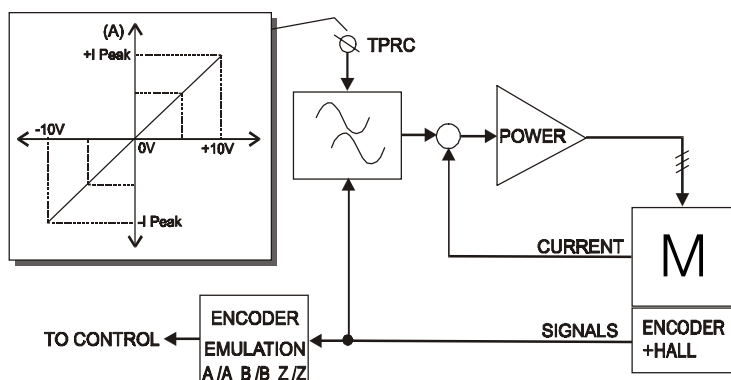 (A)
+I Peak
-10V
0V
+10V
-I Peak
TPRC
POWER
CURRENT
M
SIGNALS
ENCODER
+HALL
ENCODER
EMULATION
A /A B /B Z /Z
TO CONTROL